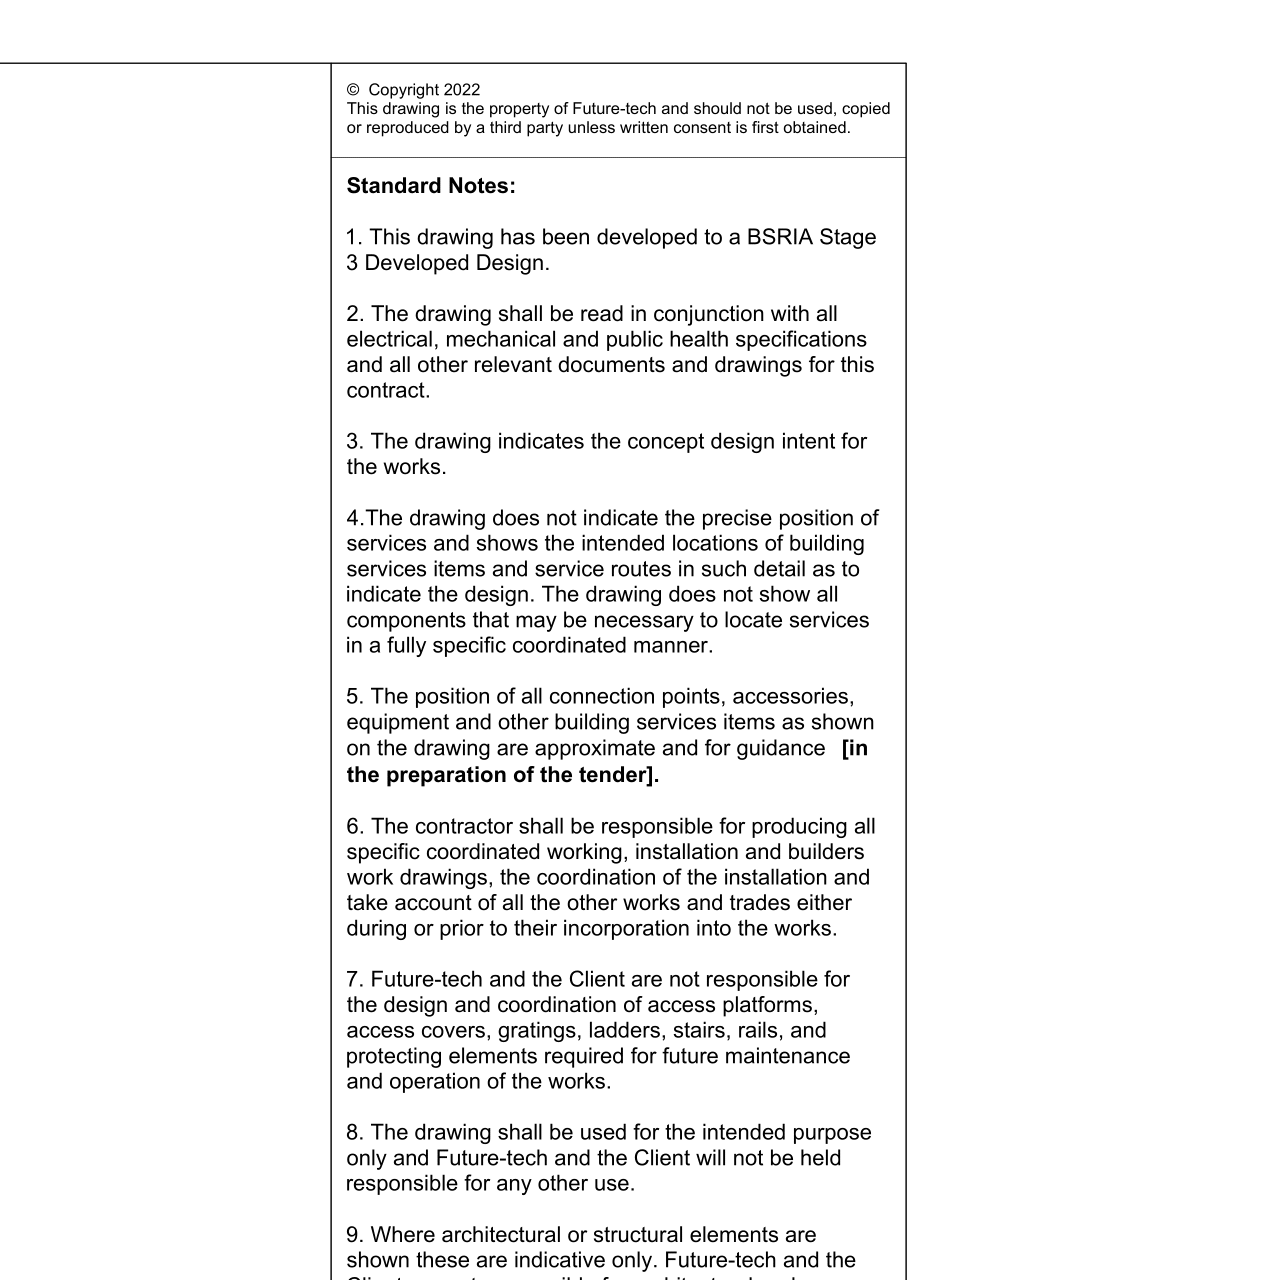 © Copyright 2022
This drawing is the property of Future-tech and should not be used, copied
or reproduced by a third party unless written consent is first obtained.
Standard Notes:
1. This drawing has been developed to a BSRIA Stage
3 Developed Design.
2. The drawing shall be read in conjunction with all
electrical, mechanical and public health specifications
and all other relevant documents and drawings for this
contract.
3. The drawing indicates the concept design intent for
the works.
4.The drawing does not indicate the precise position of
services and shows the intended locations of building
services items and service routes in such detail as to
indicate the design. The drawing does not show all
components that may be necessary to locate services
in a fully specific coordinated manner.
5. The position of all connection points, accessories,
equipment and other building services items as shown
on the drawing are approximate and for guidance [in
the preparation of the tender].
6. The contractor shall be responsible for producing all
specific coordinated working, installation and builders
work drawings, the coordination of the installation and
take account of all the other works and trades either
during or prior to their incorporation into the works.
7. Future-tech and the Client are not responsible for
the design and coordination of access platforms,
access covers, gratings, ladders, stairs, rails, and
protecting elements required for future maintenance
and operation of the works.
8. The drawing shall be used for the intended purpose
only and Future-tech and the Client will not be held
responsible for any other use.
9. Where architectural or structural elements are
shown these are indicative only. Future-tech and the